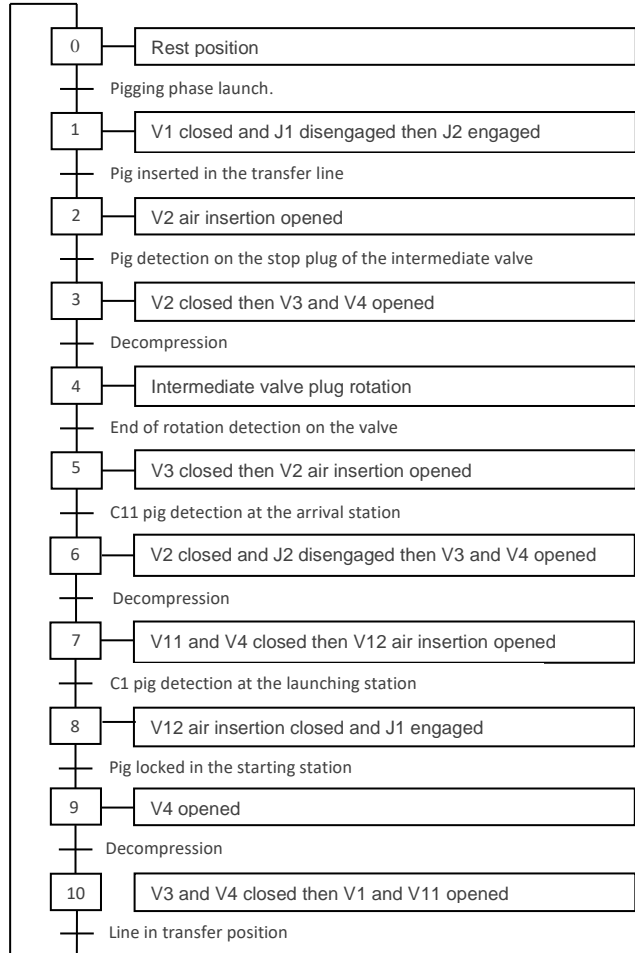 0 Rest position
Pigging phase launch.
1 V1 closed and J1 disengaged then J2 engaged
Pig inserted in the transfer line
2 V2 air insertion opened
Pig detection on the stop plug of the intermediate valve
3 V2 closed then V3 and V4 opened
Decompression
4 Intermediate valve plug rotation
End of rotation detection on the valve
5 V3 closed then V2 air insertion opened
C11 pig detection at the arrival station
6 V2 closed and J2 disengaged then V3 and V4 opened
Decompression
7 V11 and V4 closed then V12 air insertion opened
C1 pig detection at the launching station
8 V12 air insertion closed and J1 engaged
Pig locked in the starting station
9 V4 opened
Decompression
10 V3 and V4 closed then V1 and V11 opened
Line in transfer position